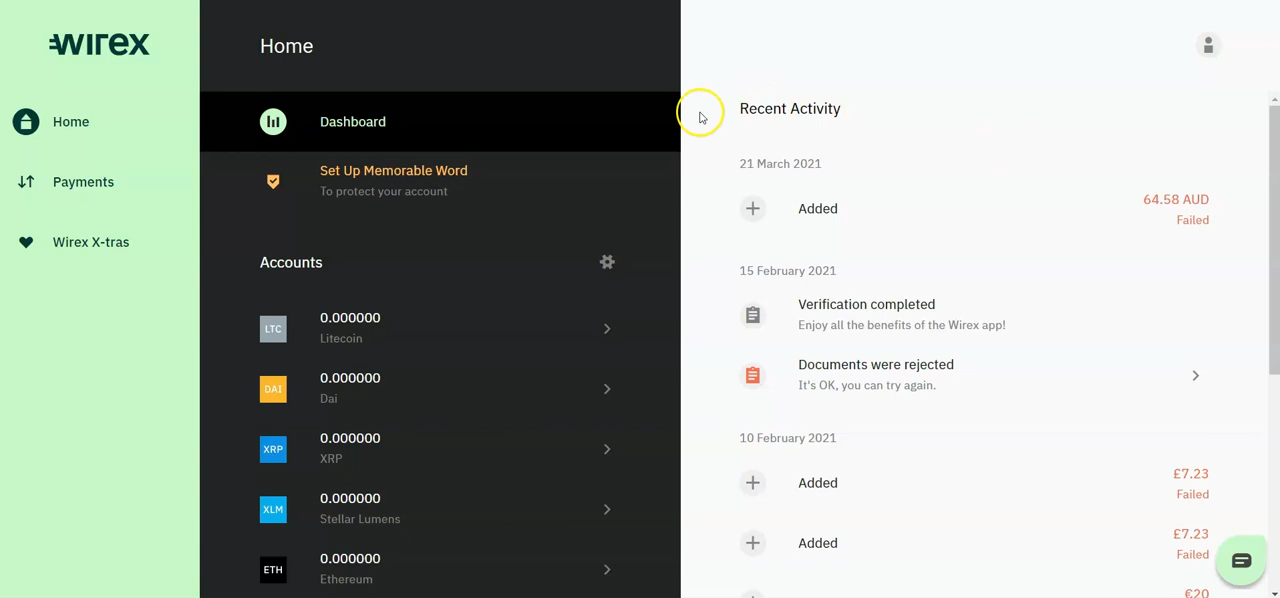 wirex
Home
Payments
Wirex X-tras
Home
Dashboard
Set Up Memorable Word
To protect your account
Accounts
LTC
0.000000
Litecoin
DAI
0.000000
Dai
XRP
0.000000
XRP
XLM
0.000000
Stellar Lumens
ETH
0.000000
Ethereum
Recent Activity
21 March 2021
Added
64.58 AUD
Failed
15 February 2021
Verification completed
Enjoy all the benefits of the Wirex app!
Documents were rejected
It's OK, you can try again.
10 February 2021
Added
£7.23
Failed
Added
£7.23
Failed
€20